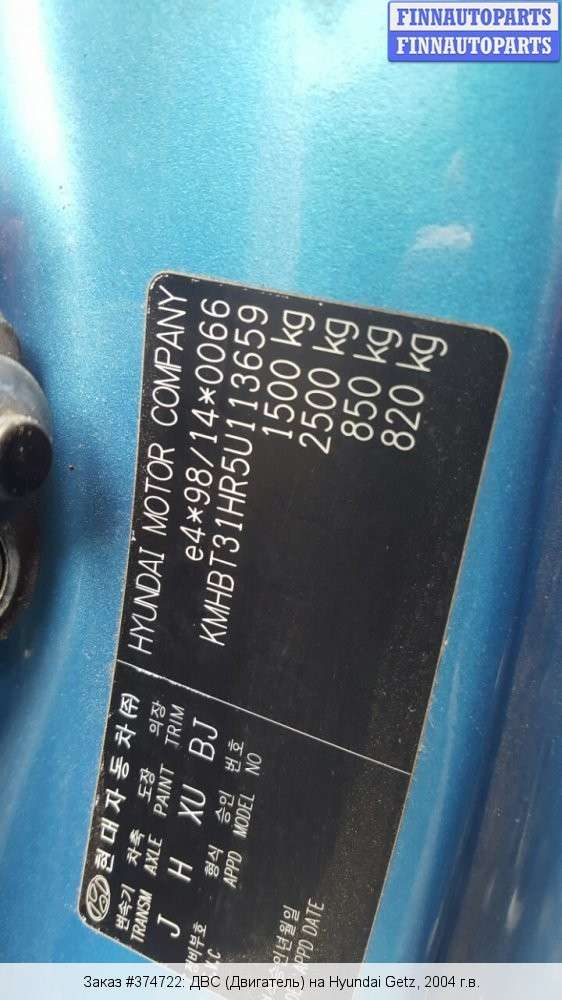 FINNAUTOPARTS
FINNAUTOPARTS
현대자동차(주)
HYUNDAI MOTOR COMPANY
변속기 차축 도장 의장
TRANSM AXLE PAINT TRIM
e4*98/14*0066
J H XU BJ
KMHBT31HR5U113659
형식 승인 번호
APPD MODEL NO
1500 kg
2500 kg
850 kg
820 kg
APPD DATE
Заказ #374722: ДВС (Двигатель) на Hyundai Getz, 2004 г.в.